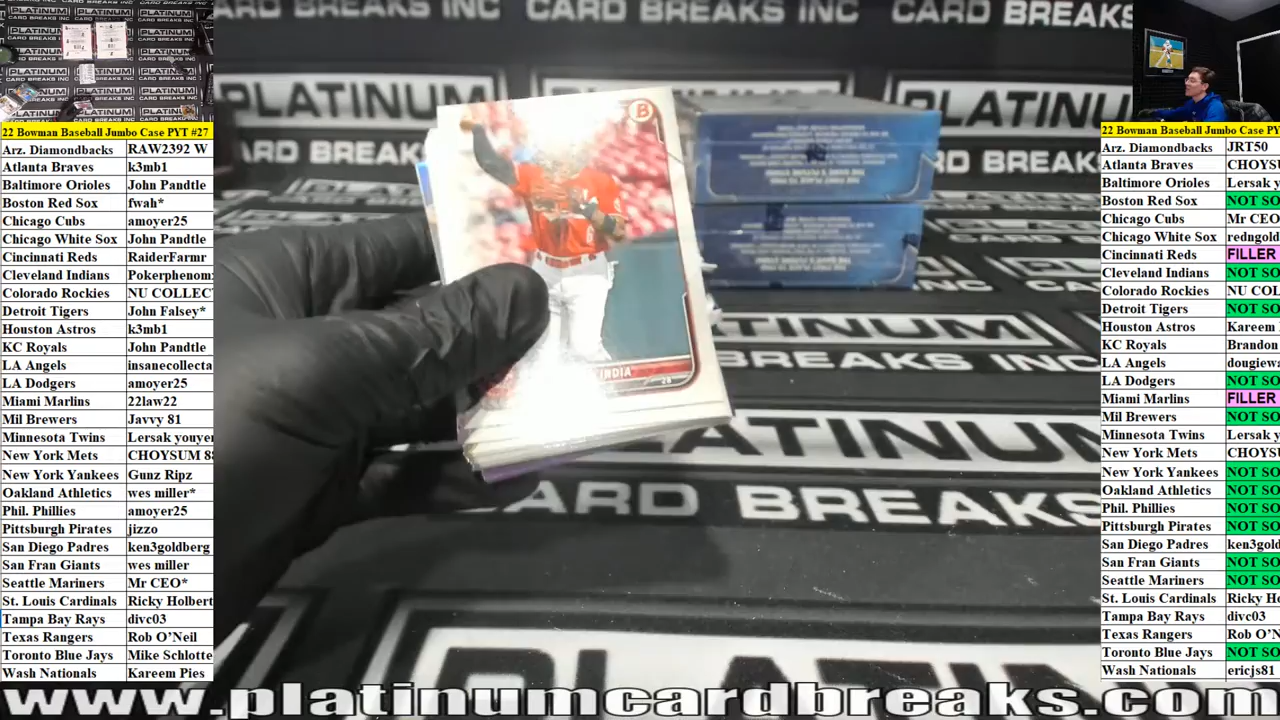 22 Bowman Baseball Jumbo Case PYT #27
Arz. Diamondbacks RAW2392 W
Atlanta Braves k3mb1
Baltimore Orioles John Pandtle
Boston Red Sox fwah*
Chicago Cubs amoyer25
Chicago White Sox John Pandtle
Cincinnati Reds RaiderFarmr
Cleveland Indians Pokerphenom
Colorado Rockies NU COLLEC
Detroit Tigers John Falsey*
Houston Astros k3mb1
KC Royals John Pandtle
LA Angels insanecollecta
LA Dodgers amoyer25
Miami Marlins 22law22
Mil Brewers Javvy 81
Minnesota Twins Lersak youye
New York Mets CHOYSUM 8
New York Yankees Gunz Ripz
Oakland Athletics wes miller*
Phil. Phillies amoyer25
Pittsburgh Pirates jizzo
San Diego Padres ken3goldberg
San Fran Giants wes miller
Seattle Mariners Mr CEO*
St. Louis Cardinals Ricky Holbert
Tampa Bay Rays divc03
Texas Rangers Rob O'Neil
Toronto Blue Jays Mike Schlotte
Wash Nationals Kareem Pies
PLATINUM
CARD BREAKS INC
PLATINUM
CARD BREAKS
B
INDIA
28
PLATINUM
BREAKS INC
PLATINUM
CARD BREAKS
22 Bowman Baseball Jumbo Case PY
Arz. Diamondbacks JRT50
Atlanta Braves CHOYSU
Baltimore Orioles Lersak y
Boston Red Sox NOT SO
Chicago Cubs Mr CEO
Chicago White Sox redngold
Cincinnati Reds FILLER
Cleveland Indians NOT SO
Colorado Rockies NU COL
Detroit Tigers NOT SO
Houston Astros Kareem
KC Royals Brandon
LA Angels dougiew
LA Dodgers NOT SO
Miami Marlins FILLER
Mil Brewers NOT SO
Minnesota Twins Lersak y
New York Mets CHOYSU
New York Yankees NOT SO
Oakland Athletics NOT SO
Phil. Phillies NOT SO
Pittsburgh Pirates NOT SO
San Diego Padres ken3gold
San Fran Giants NOT SO
Seattle Mariners NOT SO
St. Louis Cardinals Ricky Ho
Tampa Bay Rays divc03
Texas Rangers Rob O'N
Toronto Blue Jays NOT SO
Wash Nationals ericjs81
www.platinumcardbreaks.com